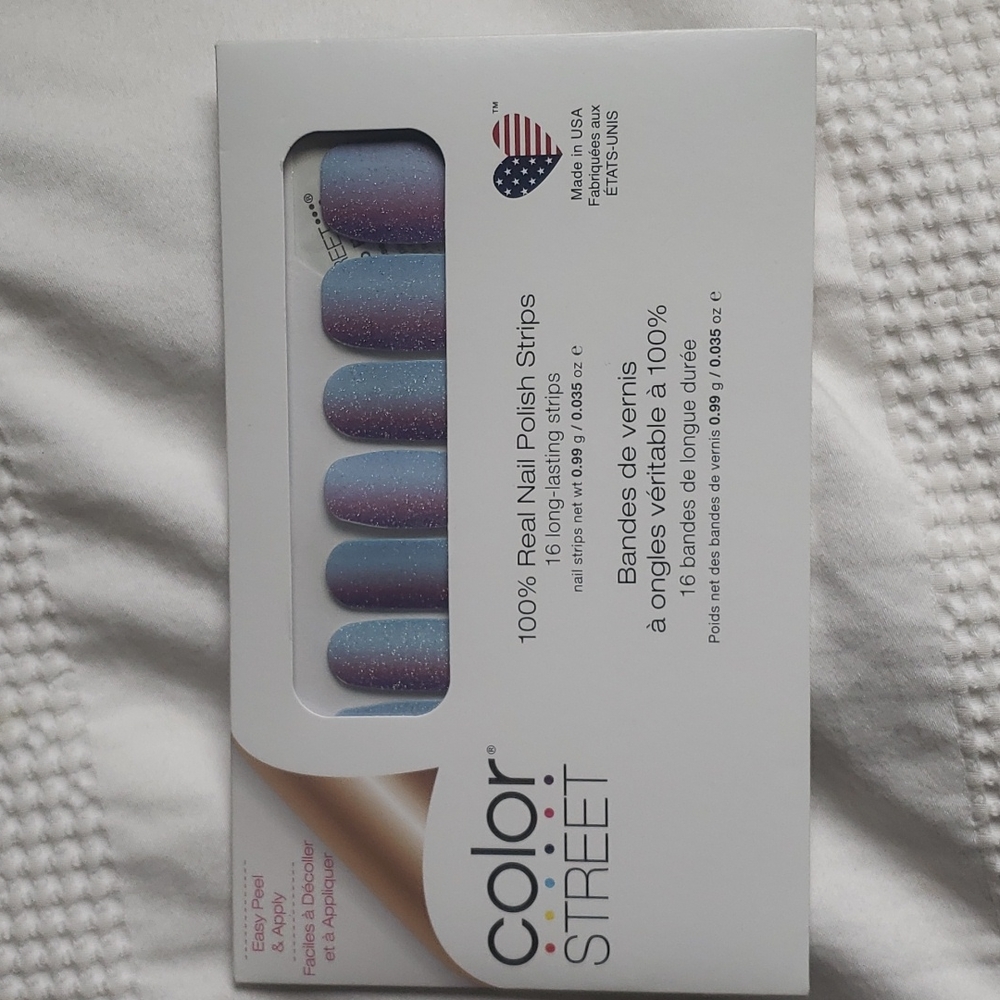 Easy Peel
& Apply
Faciles à Décoller
et à Appliquer
color®
STREET
100% Real Nail Polish Strips
16 long-lasting strips
nail strips net wt 0.99 g / 0.035 oz ℮
Bandes de vernis
à ongles véritable à 100%
16 bandes de longue durée
Poids net des bandes de vernis 0.99 g / 0.035 oz ℮
™
Made in USA
Fabriquées aux
ÉTATS-UNIS